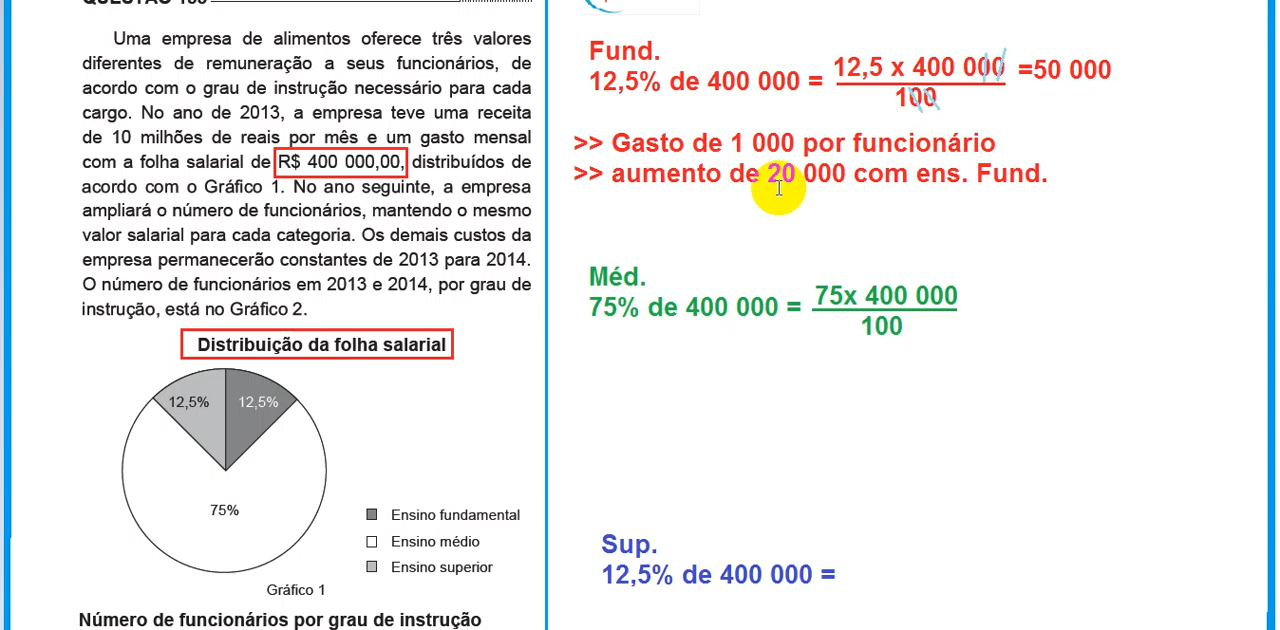 Uma empresa de alimentos oferece três valores
diferentes de remuneração a seus funcionários, de
acordo com o grau de instrução necessário para cada
cargo. No ano de 2013, a empresa teve uma receita
de 10 milhões de reais por mês e um gasto mensal
com a folha salarial de R$ 400 000,00, distribuídos de
acordo com o Gráfico 1. No ano seguinte, a empresa
ampliará o número de funcionários, mantendo o mesmo
valor salarial para cada categoria. Os demais custos da
empresa permanecerão constantes de 2013 para 2014.
O número de funcionários em 2013 e 2014, por grau de
instrução, está no Gráfico 2.
Distribuição da folha salarial
12,5%
12,5%
75%
Ensino fundamental
Ensino médio
Ensino superior
Gráfico 1
Número de funcionários por grau de instrução
Fund.
12,5% de 400 000 = 12,5 x 400 000 =50 000
100
>> Gasto de 1 000 por funcionário
>> aumento de 20 000 com ens. Fund.
Méd.
75% de 400 000 = 75x 400 000
100
Sup.
12,5% de 400 000 =